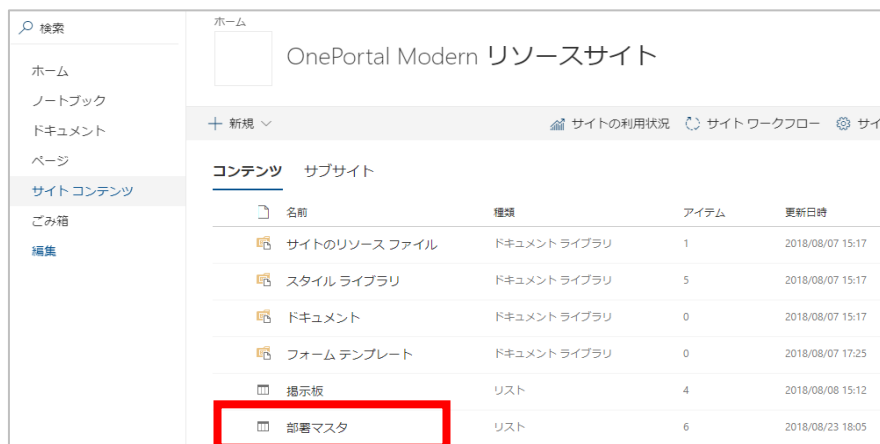 検索
ホーム
ノートブック
ドキュメント
ページ
サイト コンテンツ
ごみ箱
編集
ホーム
OnePortal Modern リソースサイト
新規
サイトの利用状況 サイト ワークフロー サイ
コンテンツ サブサイト
名前 種類 アイテム 更新日時
サイトのリソース ファイル ドキュメント ライブラリ 1 2018/08/07 15:17
スタイル ライブラリ ドキュメント ライブラリ 5 2018/08/07 15:17
ドキュメント ドキュメント ライブラリ 0 2018/08/07 15:17
フォーム テンプレート ドキュメント ライブラリ 0 2018/08/07 17:25
掲示板 リスト 4 2018/08/08 15:12
部署マスタ リスト 6 2018/08/23 18:05